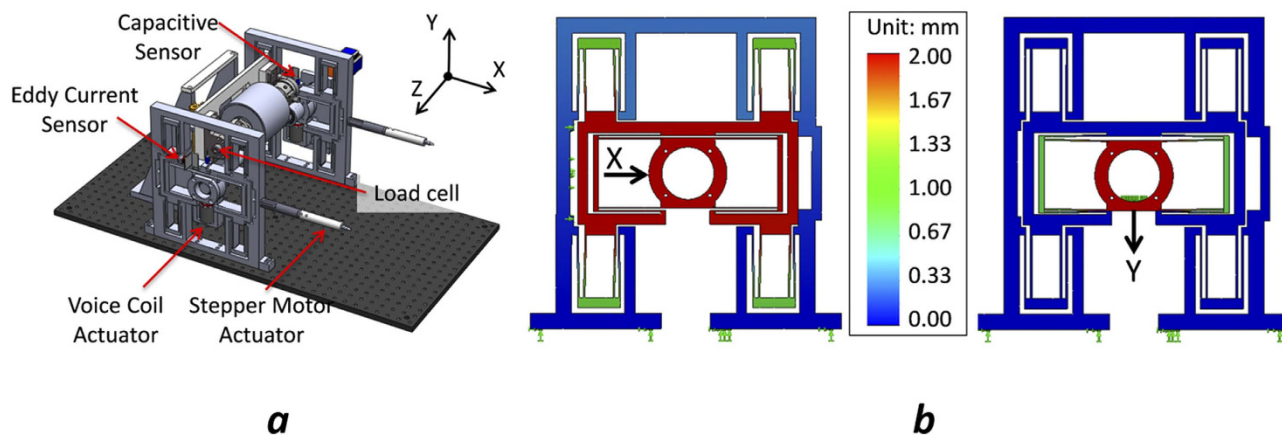 Capacitive
Sensor
Eddy Current
Sensor
Y
X
Z
Load cell
Voice Coil
Actuator
Stepper Motor
Actuator
a
X
Unit: mm
2.00
1.67
1.33
1.00
0.67
0.33
0.00
Y
b